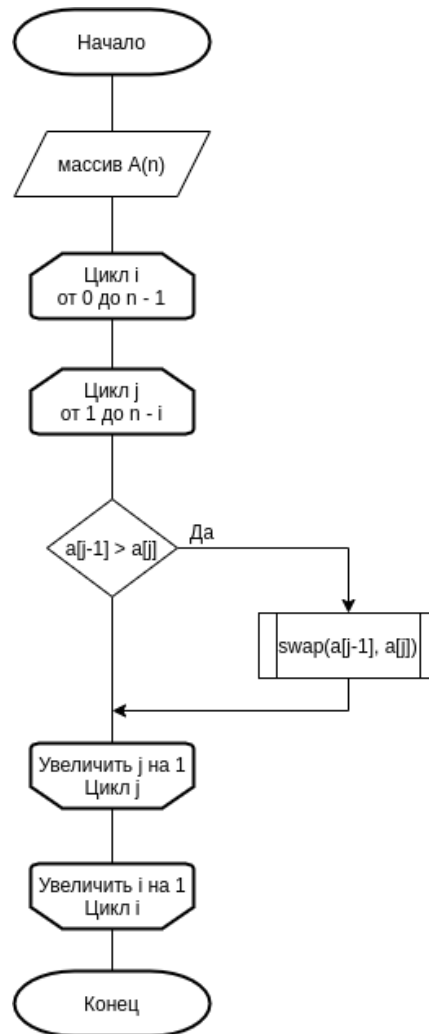 Начало
массив A(n)
Цикл i
от 0 до n - 1
Цикл j
от 1 до n - i
a[j-1] > a[j]
Да
swap(a[j-1], a[j])
Увеличить j на 1
Цикл j
Увеличить i на 1
Цикл i
Конец